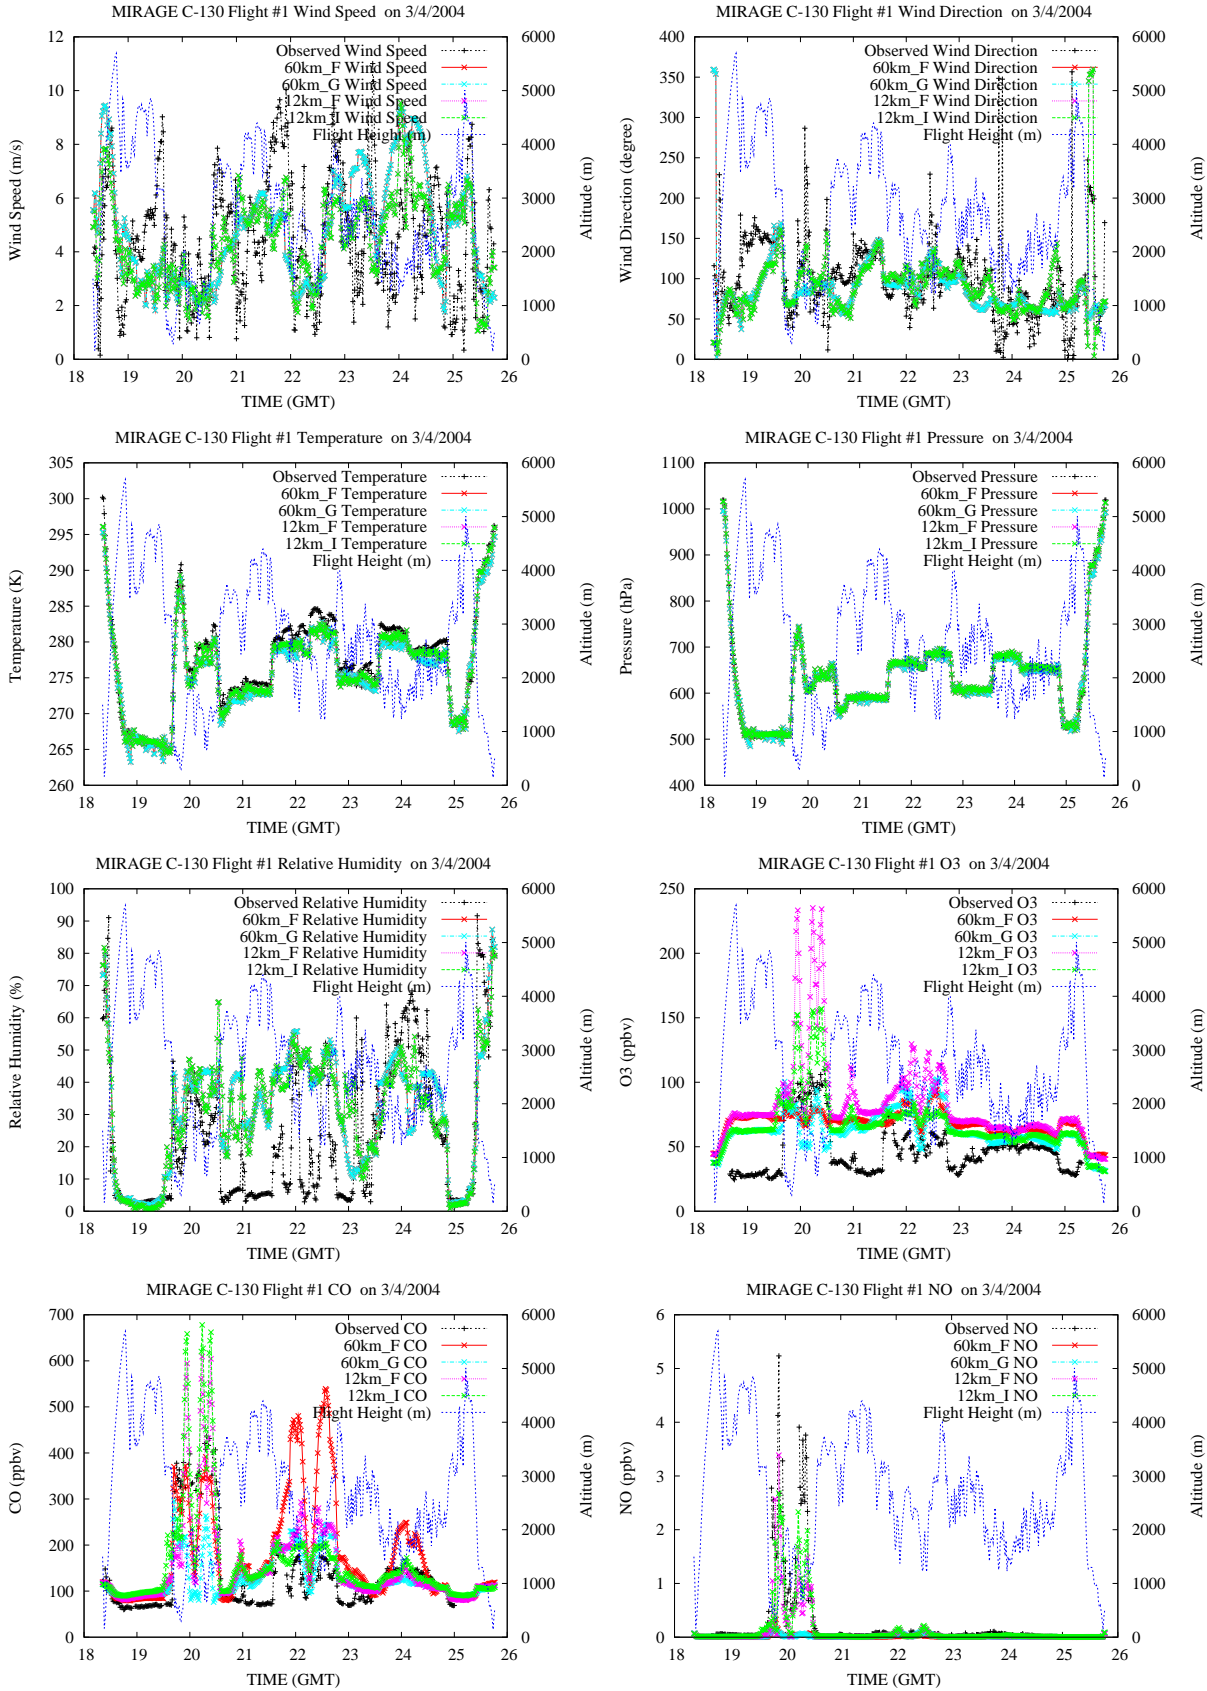 MIRAGE C-130 Flight #1 Wind Speed  on 3/4/2004
12
10
8
6
4
2
0
6000
5000
4000
3000
2000
1000
0
18 19 20 21 22 23 24 25 26
Wind Speed (m/s)
Altitude (m)
TIME (GMT)
Observed Wind Speed
60km_F Wind Speed
60km_G Wind Speed
12km_F Wind Speed
12km_I Wind Speed
Flight Height (m)
MIRAGE C-130 Flight #1 Wind Direction  on 3/4/2004
400
350
300
250
200
150
100
50
0
6000
5000
4000
3000
2000
1000
0
18 19 20 21 22 23 24 25 26
Wind Direction (degree)
Altitude (m)
TIME (GMT)
Observed Wind Direction
60km_F Wind Direction
60km_G Wind Direction
12km_F Wind Direction
12km_I Wind Direction
Flight Height (m)
MIRAGE C-130 Flight #1 Temperature  on 3/4/2004
305
300
295
290
285
280
275
270
265
260
6000
5000
4000
3000
2000
1000
0
18 19 20 21 22 23 24 25 26
Temperature (K)
Altitude (m)
TIME (GMT)
Observed Temperature
60km_F Temperature
60km_G Temperature
12km_F Temperature
12km_I Temperature
Flight Height (m)
MIRAGE C-130 Flight #1 Pressure  on 3/4/2004
1100
1000
900
800
700
600
500
400
6000
5000
4000
3000
2000
1000
0
18 19 20 21 22 23 24 25 26
Pressure (hPa)
Altitude (m)
TIME (GMT)
Observed Pressure
60km_F Pressure
60km_G Pressure
12km_F Pressure
12km_I Pressure
Flight Height (m)
MIRAGE C-130 Flight #1 Relative Humidity  on 3/4/2004
100
90
80
70
60
50
40
30
20
10
0
6000
5000
4000
3000
2000
1000
0
18 19 20 21 22 23 24 25 26
Relative Humidity (%)
Altitude (m)
TIME (GMT)
Observed Relative Humidity
60km_F Relative Humidity
60km_G Relative Humidity
12km_F Relative Humidity
12km_I Relative Humidity
Flight Height (m)
MIRAGE C-130 Flight #1 O3  on 3/4/2004
250
200
150
100
50
0
6000
5000
4000
3000
2000
1000
0
18 19 20 21 22 23 24 25 26
O3 (ppbv)
Altitude (m)
TIME (GMT)
Observed O3
60km_F O3
60km_G O3
12km_F O3
12km_I O3
Flight Height (m)
MIRAGE C-130 Flight #1 CO  on 3/4/2004
700
600
500
400
300
200
100
0
6000
5000
4000
3000
2000
1000
0
18 19 20 21 22 23 24 25 26
CO (ppbv)
Altitude (m)
TIME (GMT)
Observed CO
60km_F CO
60km_G CO
12km_F CO
12km_I CO
Flight Height (m)
MIRAGE C-130 Flight #1 NO  on 3/4/2004
6
5
4
3
2
1
0
6000
5000
4000
3000
2000
1000
0
18 19 20 21 22 23 24 25 26
NO (ppbv)
Altitude (m)
TIME (GMT)
Observed NO
60km_F NO
60km_G NO
12km_F NO
12km_I NO
Flight Height (m)